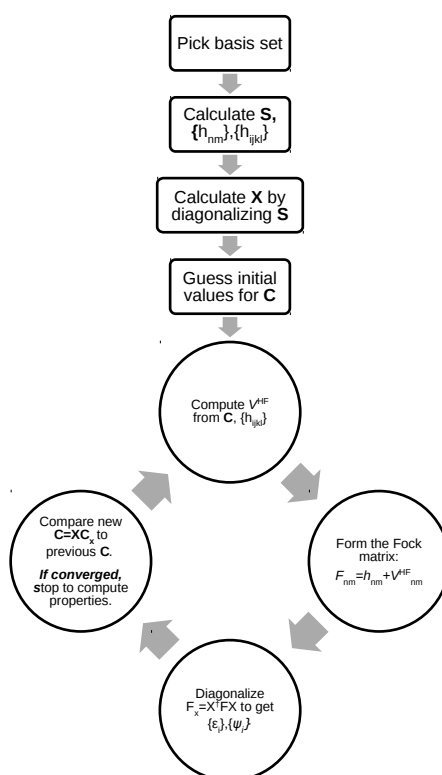 Pick basis set
Calculate S,
{hnm},{hijkl}
Calculate X by
diagonalizing S
Guess initial
values for C
Compute VHF
from C, {hijkl}
Form the Fock
matrix:
Fnm=hnm+VHFnm
Diagonalize
Fx=X†FX to get
{εi},{ψi}
Compare new
C=XCx to
previous C.
If converged,
stop to compute
properties.